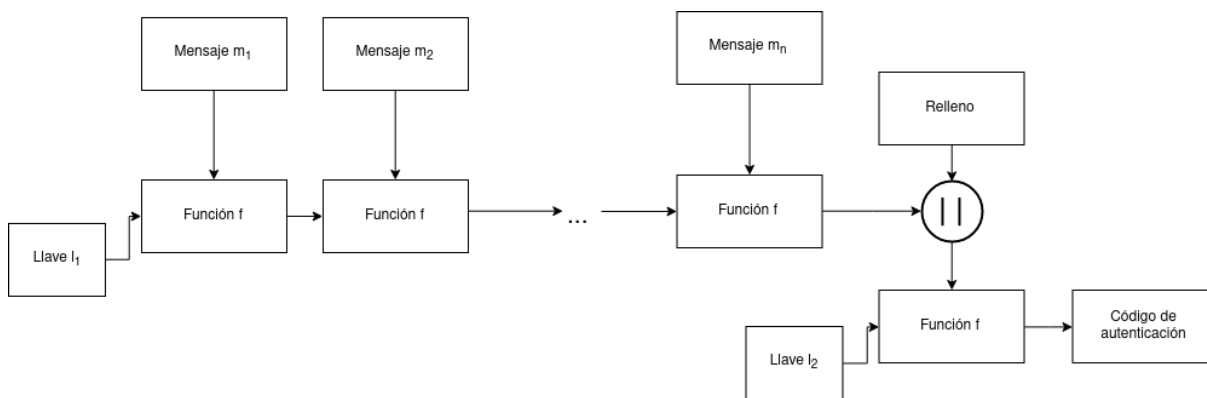 Mensaje m₁
Mensaje m₂
Mensaje mₙ
Relleno
Función f
Función f
...
Función f
||
Llave l₁
Función f
Código de
autenticación
Llave l₂